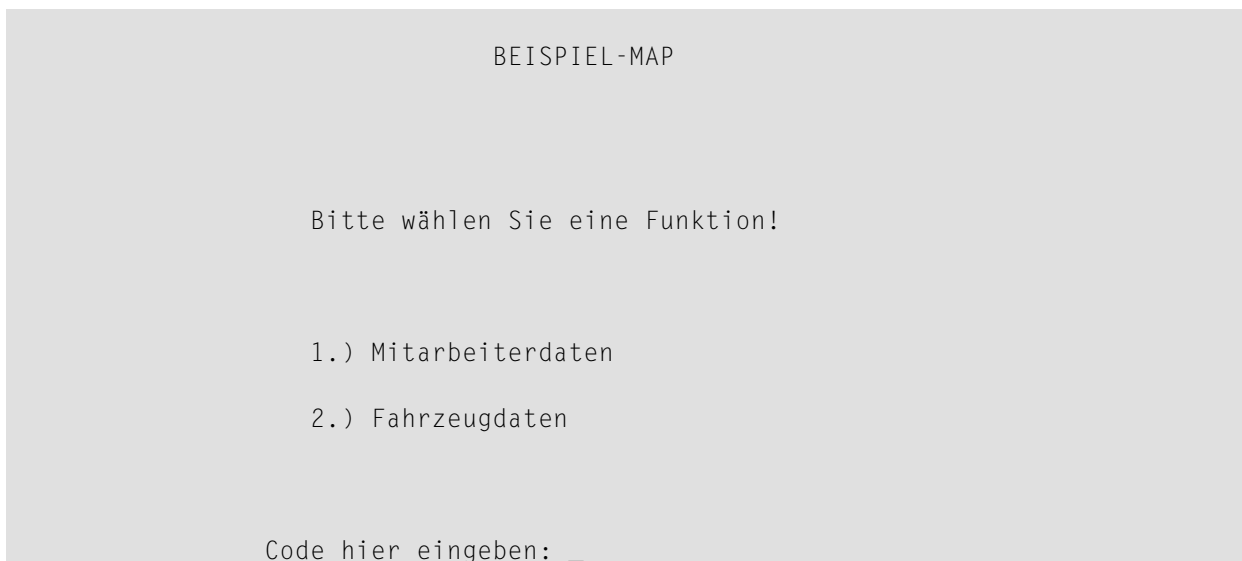 BEISPIEL-MAP
Bitte wählen Sie eine Funktion!
1.) Mitarbeiterdaten
2.) Fahrzeugdaten
Code hier eingeben: _